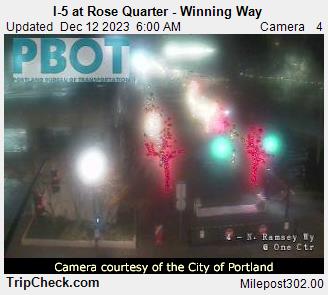 I-5 at Rose Quarter - Winning Way
Updated Dec 12 2023 6:00 AM Camera 4
PBOT
PORTLAND BUREAU OF TRANSPORTATION
4 - N. Ramsey Wy
@ One Ctr
Camera courtesy of the City of Portland
TripCheck.com Milepost302.00